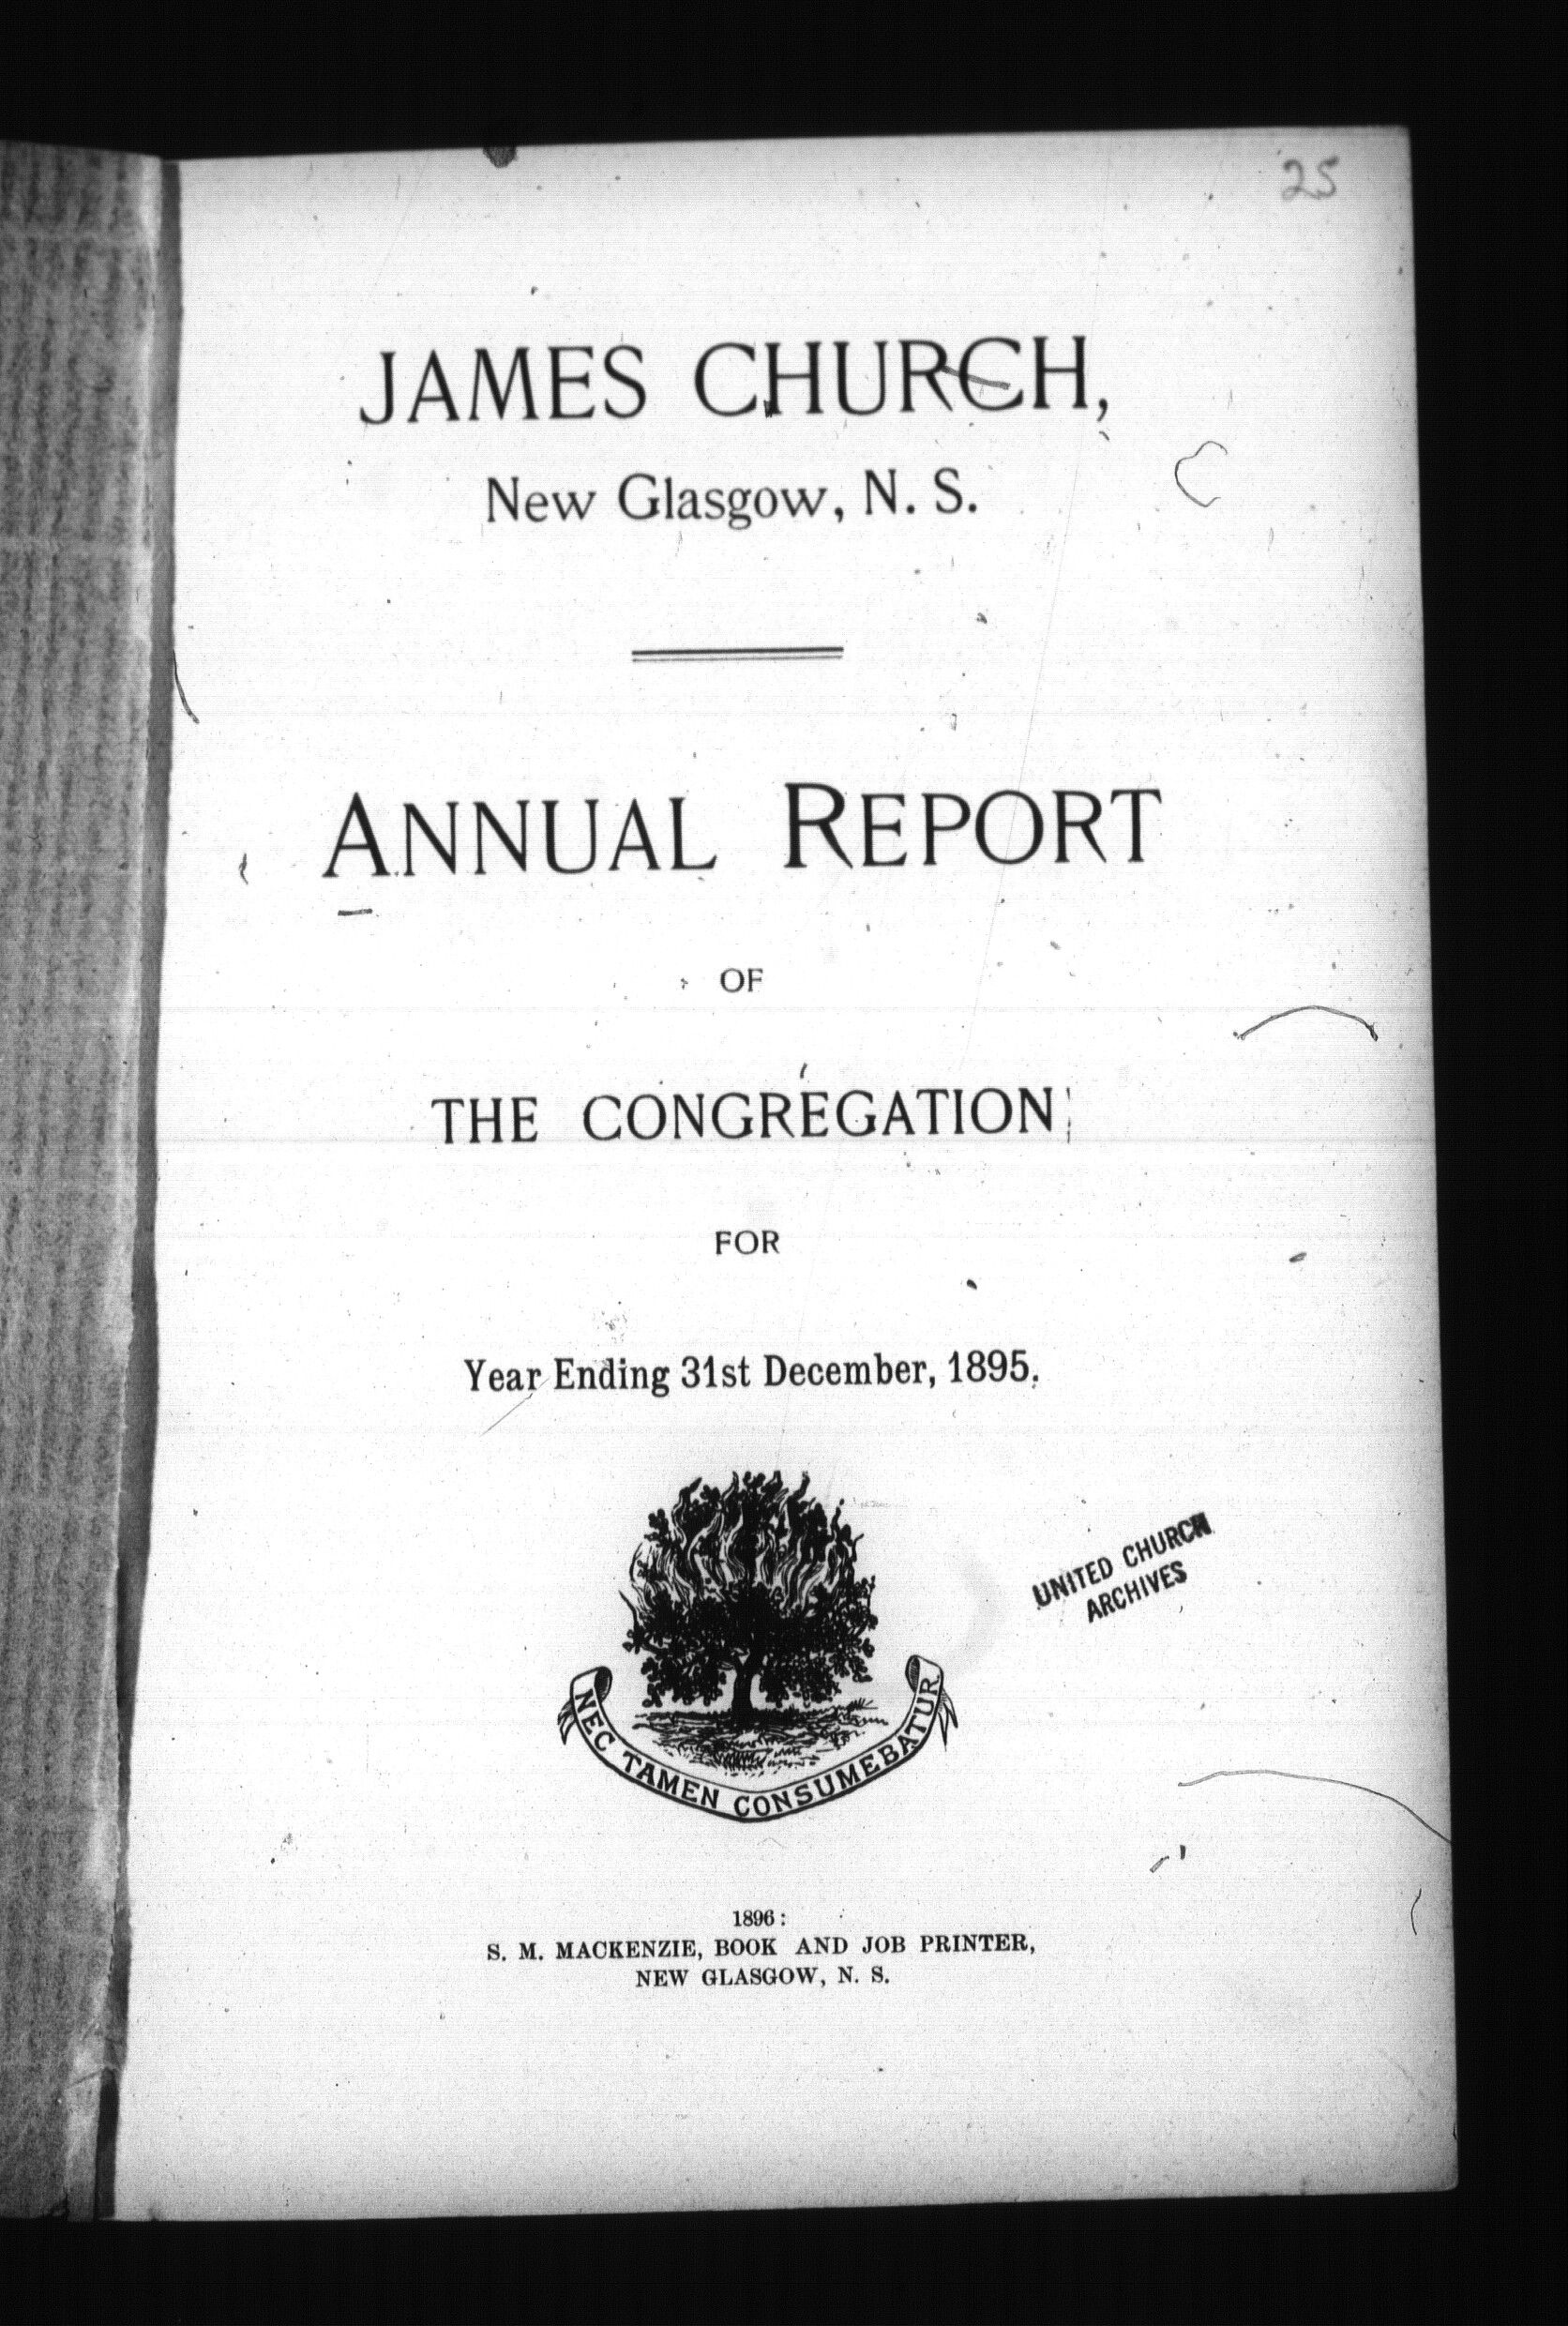 25
JAMES CHURCH,
New Glasgow, N. S.
ANNUAL REPORT
OF
THE CONGREGATION
FOR
Year Ending 31st December, 1895.
UNITED CHURCH
ARCHIVES
NEC TAMEN CONSUMEBATUR
1896:
S. M. MACKENZIE, BOOK AND JOB PRINTER,
NEW GLASGOW, N. S.